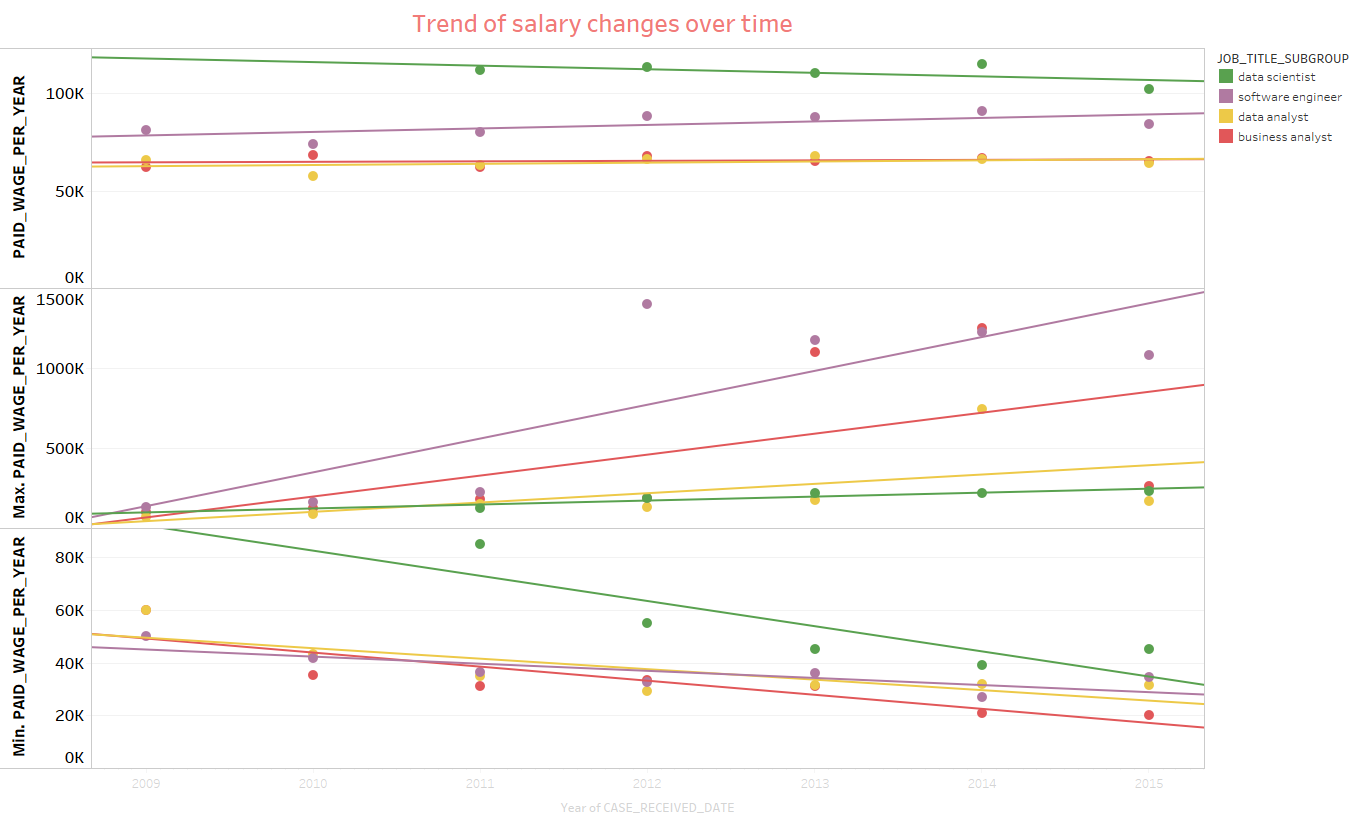 Trend of salary changes over time
JOB_TITLE_SUBGROUP
data scientist
software engineer
data analyst
business analyst
PAID_WAGE_PER_YEAR
100K
50K
0K
Max. PAID_WAGE_PER_YEAR
1500K
1000K
500K
0K
Min. PAID_WAGE_PER_YEAR
80K
60K
40K
20K
0K
2009 2010 2011 2012 2013 2014 2015
Year of CASE_RECEIVED_DATE